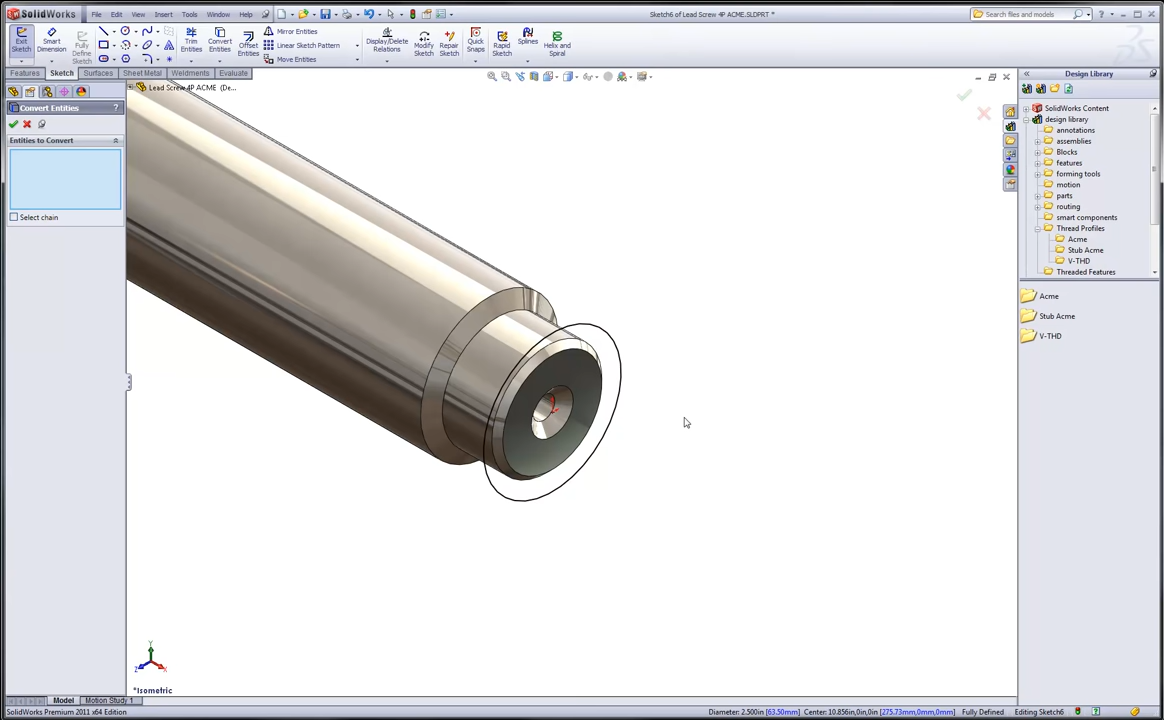 SolidWorks
File Edit View Insert Tools Window Help
Sketch6 of Lead Screw 4P ACME.SLDPRT *
Search files and models
Exit Sketch
Smart Dimension
Fully Define Sketch
Trim Entities
Convert Entities
Offset Entities
Mirror Entities
Linear Sketch Pattern
Move Entities
Display/Delete Relations
Modify Sketch
Repair Sketch
Quick Snaps
Rapid Sketch
Splines
Helix and Spiral
Features Sketch Surfaces Sheet Metal Weldments Evaluate
Convert Entities ?
Entities to Convert
Select chain
Lead Screw 4P ACME (De...
Design Library
SolidWorks Content
design library
annotations
assemblies
Blocks
features
forming tools
motion
parts
routing
smart components
Thread Profiles
Acme
Stub Acme
V-THD
Threaded Features
Acme
Stub Acme
V-THD
Y
Z X
*Isometric
Model Motion Study 1
SolidWorks Premium 2011 x64 Edition
Diameter: 2.500in [63.50mm] Center: 10.856in,0in,0in [275.73mm,0mm,0mm] Fully Defined Editing Sketch6